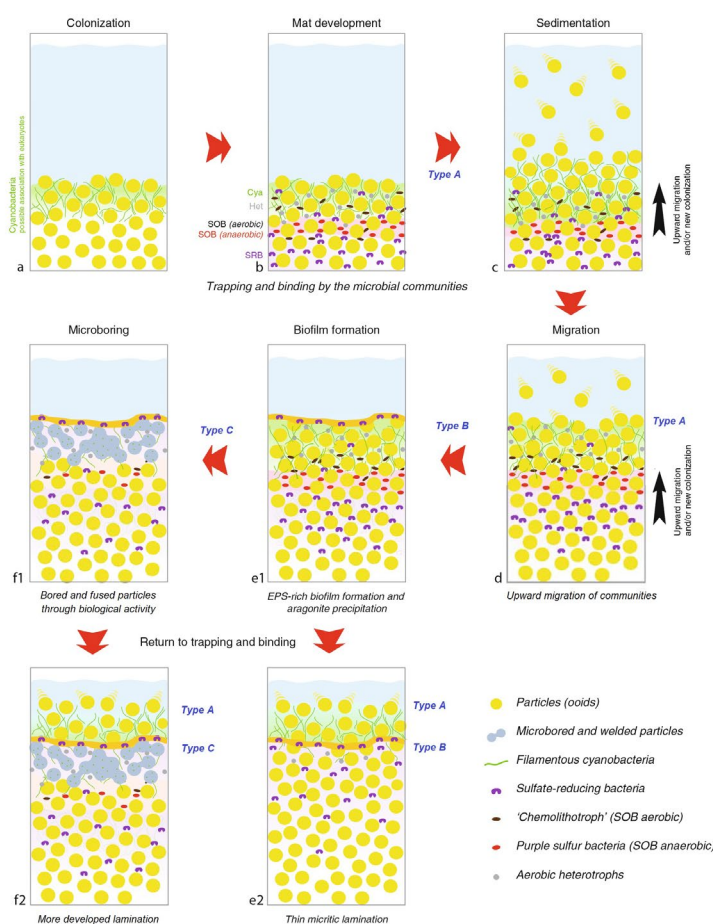 Colonization
Mat development
Sedimentation
Cyanobacteria
possible association with eukaryotes
Type A
Cya
Het
SOB (aerobic)
SOB (anaerobic)
SRB
Upward migration
and/or new colonization
a
b
c
Trapping and binding by the microbial communities
Microboring
Biofilm formation
Migration
Type C
Type B
Type A
Upward migration
and/or new colonization
f1
e1
d
Bored and fused particles
through biological activity
EPS-rich biofilm formation and
aragonite precipitation
Upward migration of communities
Return to trapping and binding
Type A
Type C
Type A
Type B
Particles (ooids)
Microbored and welded particles
Filamentous cyanobacteria
Sulfate-reducing bacteria
'Chemolithotroph' (SOB aerobic)
Purple sulfur bacteria (SOB anaerobic)
Aerobic heterotrophs
f2
e2
More developed lamination
Thin micritic lamination